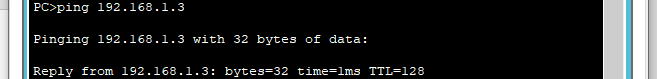 PC>ping 192.168.1.3
Pinging 192.168.1.3 with 32 bytes of data:
Reply from 192.168.1.3: bytes=32 time=1ms TTL=128